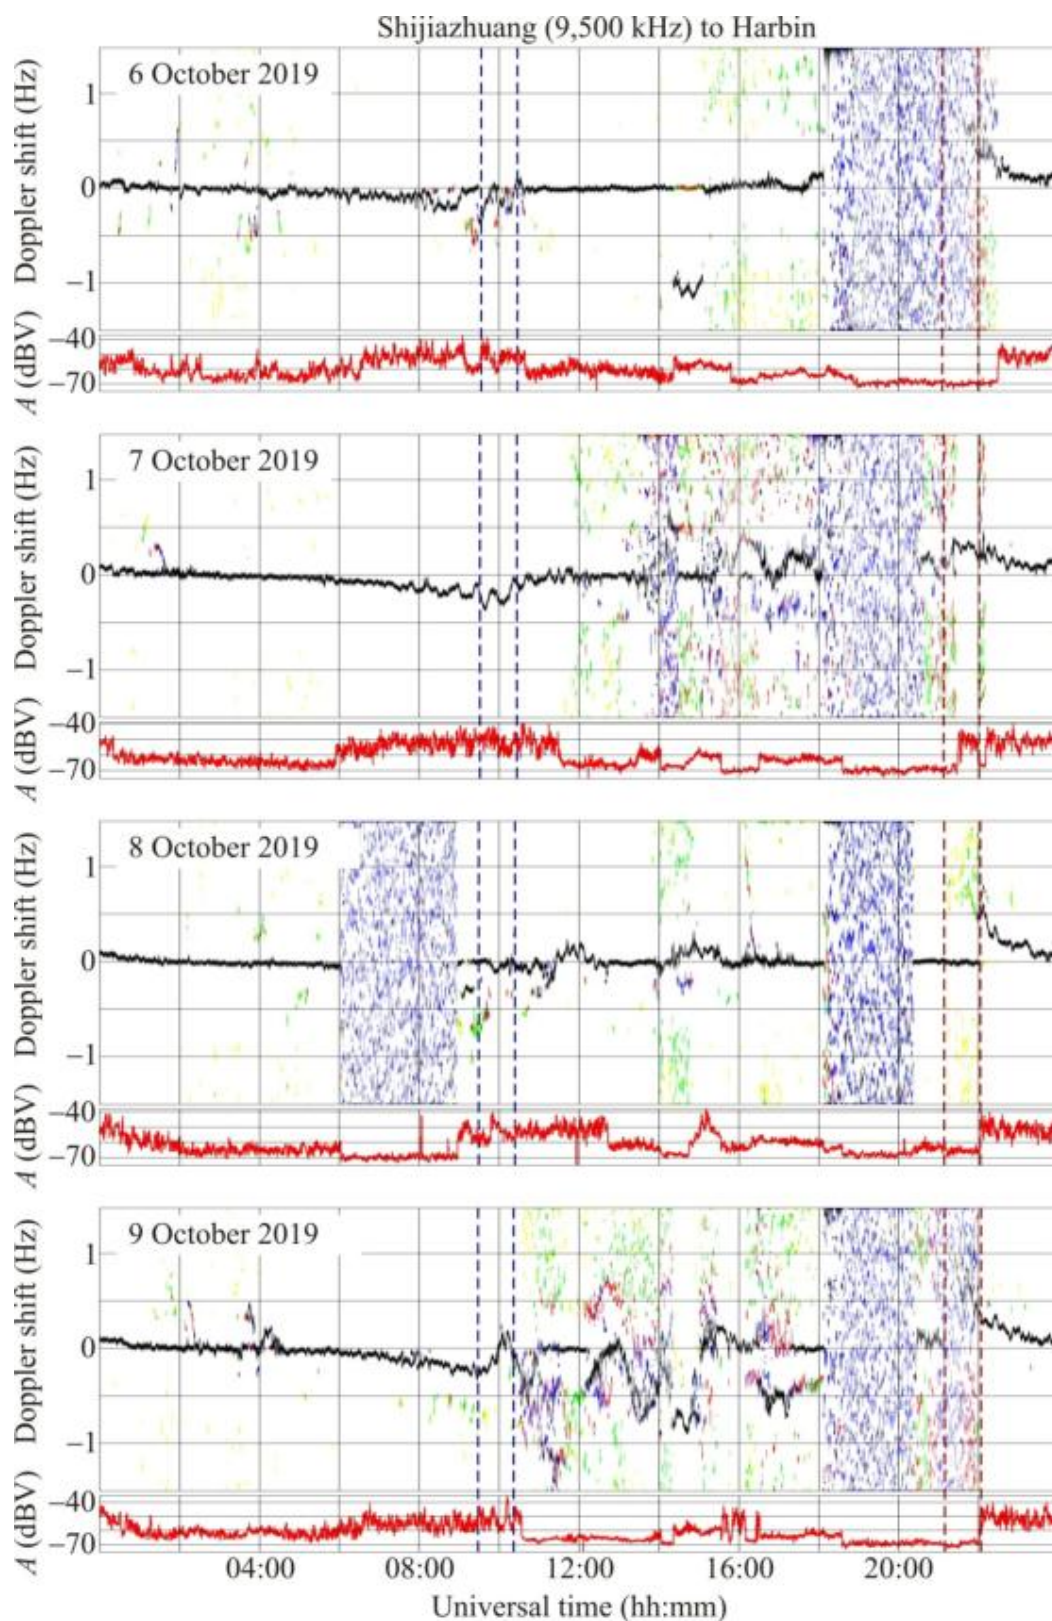 Shijiazhuang (9,500 kHz) to Harbin
6 October 2019
Doppler shift (Hz)
1
0
−1
A (dBV)
−40
−70
7 October 2019
Doppler shift (Hz)
1
0
−1
A (dBV)
−40
−70
8 October 2019
Doppler shift (Hz)
1
0
−1
A (dBV)
−40
−70
9 October 2019
Doppler shift (Hz)
1
0
−1
A (dBV)
−40
−70
04:00 08:00 12:00 16:00 20:00
Universal time (hh:mm)